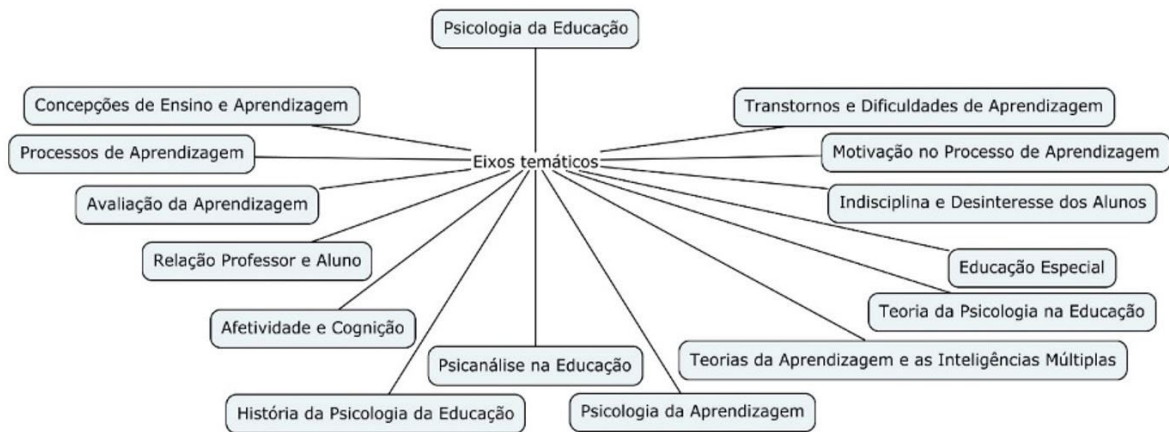 Psicologia da Educação
Concepções de Ensino e Aprendizagem
Transtornos e Dificuldades de Aprendizagem
Processos de Aprendizagem
Eixos temáticos
Motivação no Processo de Aprendizagem
Avaliação da Aprendizagem
Indisciplina e Desinteresse dos Alunos
Relação Professor e Aluno
Educação Especial
Afetividade e Cognição
Teoria da Psicologia na Educação
Psicanálise na Educação
Teorias da Aprendizagem e as Inteligências Múltiplas
História da Psicologia da Educação
Psicologia da Aprendizagem